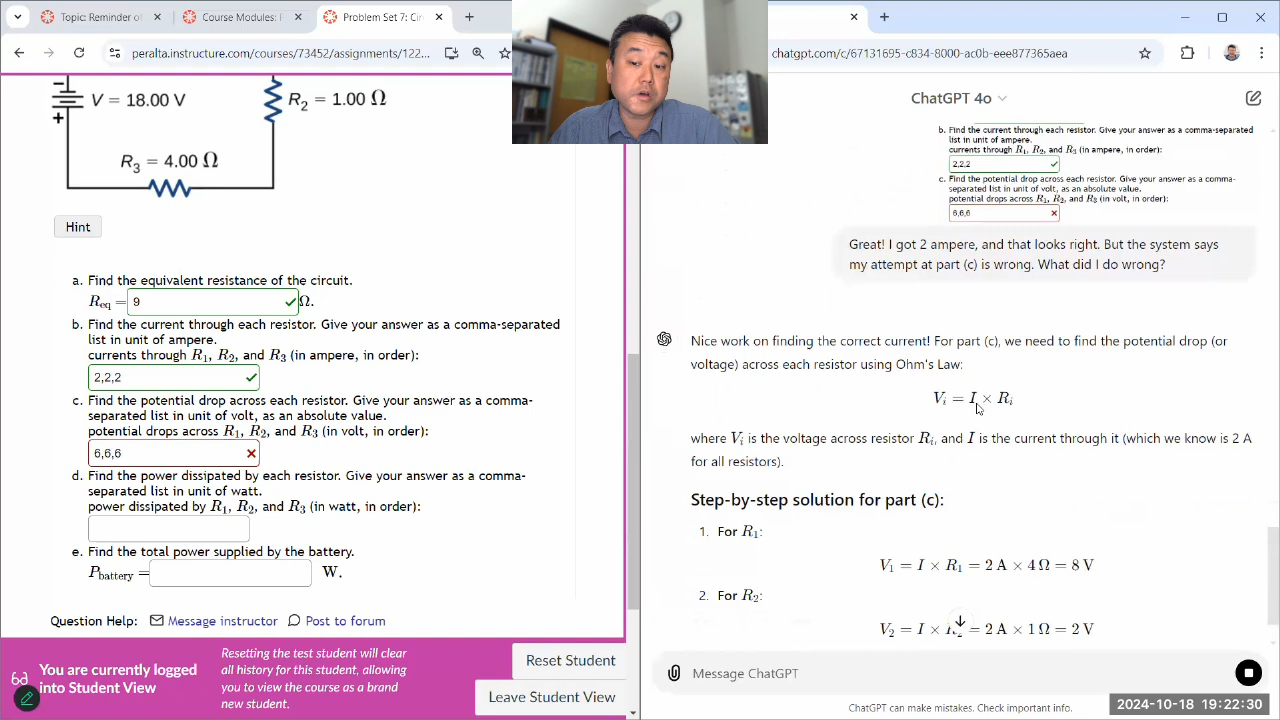 Topic: Reminder of
Course Modules:
Problem Set 7: Cir
peralta.instructure.com/courses/73452/assignments/122...
chatgpt.com/c/67131695-c834-8000-ac0b-eee87736baea
V = 18.00 V
R2 = 1.00 Ω
R3 = 4.00 Ω
Hint
a. Find the equivalent resistance of the circuit.
Req = 9 Ω.
b. Find the current through each resistor. Give your answer as a comma-separated
list in unit of ampere.
currents through R1, R2, and R3 (in ampere, in order):
2,2,2
c. Find the potential drop across each resistor. Give your answer as a comma-
separated list in unit of volt, as an absolute value.
potential drops across R1, R2, and R3 (in volt, in order):
6,6,6
d. Find the power dissipated by each resistor. Give your answer as a comma-
separated list in unit of watt.
power dissipated by R1, R2, and R3 (in watt, in order):
e. Find the total power supplied by the battery.
Pbattery = W.
Question Help: Message instructor Post to forum
You are currently logged
into Student View
Resetting the test student will clear
all history for this student, allowing
you to view the course as a brand
new student.
Reset Student
Leave Student View
ChatGPT 4o
b. Find the current through each resistor. Give your answer as a comma-separated
list in unit of ampere.
currents through R1, R2, and R3 (in ampere, in order):
2,2,2
c. Find the potential drop across each resistor. Give your answer as a comma-
separated list in unit of volt, as an absolute value.
potential drops across R1, R2, and R3 (in volt, in order):
6,6,6
Great! I got 2 ampere, and that looks right. But the system says
my attempt at part (c) is wrong. What did I do wrong?
Nice work on finding the correct current! For part (c), we need to find the potential drop (or
voltage) across each resistor using Ohm's Law:
Vi = I × Ri
where Vi is the voltage across resistor Ri, and I is the current through it (which we know is 2 A
for all resistors).
Step-by-step solution for part (c):
1. For R1:
V1 = I × R1 = 2 A × 4 Ω = 8 V
2. For R2:
V2 = I × R2 = 2 A × 1 Ω = 2 V
Message ChatGPT
ChatGPT can make mistakes. Check important info.
2024-10-18 19:22:30